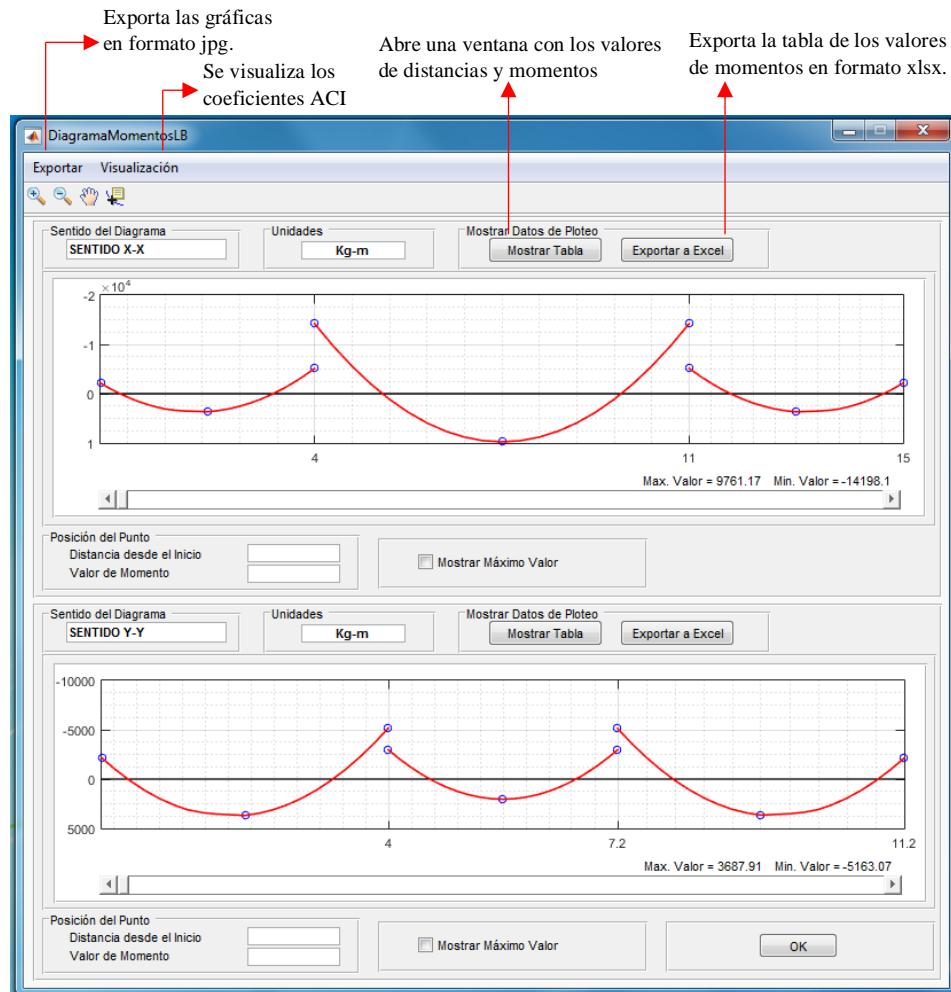 Exporta las gráficas
en formato jpg.
Se visualiza los
coeficientes ACI
Abre una ventana con los valores
de distancias y momentos
Exporta la tabla de los valores
de momentos en formato xlsx.
DiagramaMomentosLB
Exportar Visualización
Sentido del Diagrama
SENTIDO X-X
Unidades
Kg-m
Mostrar Datos de Ploteo
Mostrar Tabla Exportar a Excel
×10⁴
-2
-1
0
1
4 11 15
Max. Valor = 9761.17 Min. Valor =-14198.1
Posición del Punto
Distancia desde el Inicio
Valor de Momento
Mostrar Máximo Valor
Sentido del Diagrama
SENTIDO Y-Y
Unidades
Kg-m
Mostrar Datos de Ploteo
Mostrar Tabla Exportar a Excel
-10000
-5000
0
5000
4 7.2 11.2
Max. Valor = 3687.91 Min. Valor =-5163.07
Posición del Punto
Distancia desde el Inicio
Valor de Momento
Mostrar Máximo Valor
OK